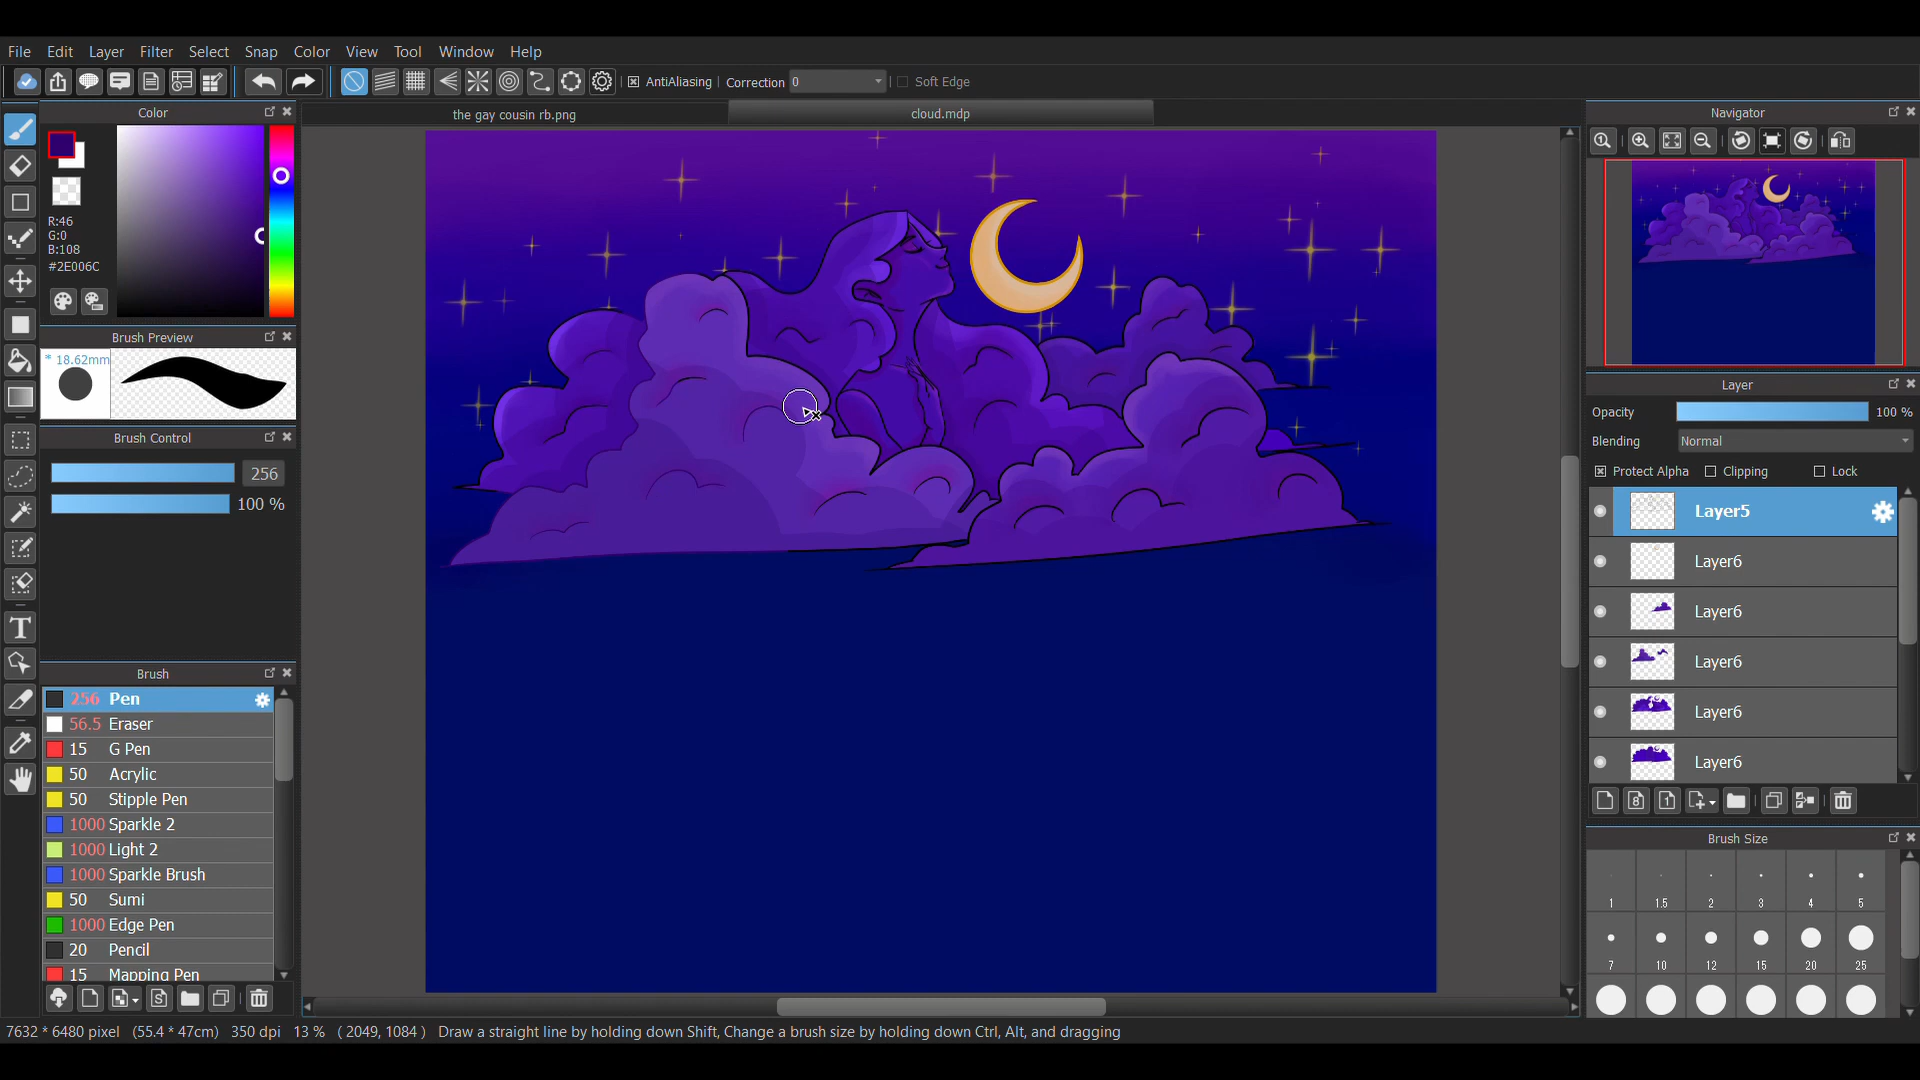 File Edit Layer Filter Select Snap Color View Tool Window Help
AntiAliasing Correction 0 Soft Edge
Color
the gay cousin rb.png
cloud.mdp
Navigator
R:46
G:0
B:108
#2E006C
Brush Preview
* 18.62mm
Brush Control
256
100 %
Layer
Opacity 100 %
Blending Normal
Protect Alpha Clipping Lock
Layer5
Layer6
Layer6
Layer6
Layer6
Layer6
Brush
256 Pen
56.5 Eraser
15 G Pen
50 Acrylic
50 Stipple Pen
1000 Sparkle 2
1000 Light 2
1000 Sparkle Brush
50 Sumi
1000 Edge Pen
20 Pencil
15 Mapping Pen
8 1
S
T
Brush Size
1 1.5 2 3 4 5
7 10 12 15 20 25
7632 * 6480 pixel (55.4 * 47cm) 350 dpi 13 % ( 2049, 1084 ) Draw a straight line by holding down Shift, Change a brush size by holding down Ctrl, Alt, and dragging